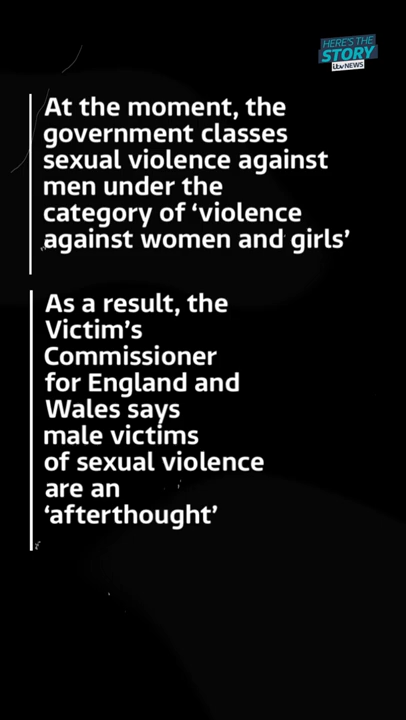 HERE'S THE
STORY
itv NEWS
At the moment, the
government classes
sexual violence against
men under the
category of ‘violence
against women and girls’
As a result, the
Victim’s
Commissioner
for England and
Wales says
male victims
of sexual violence
are an
‘afterthought’